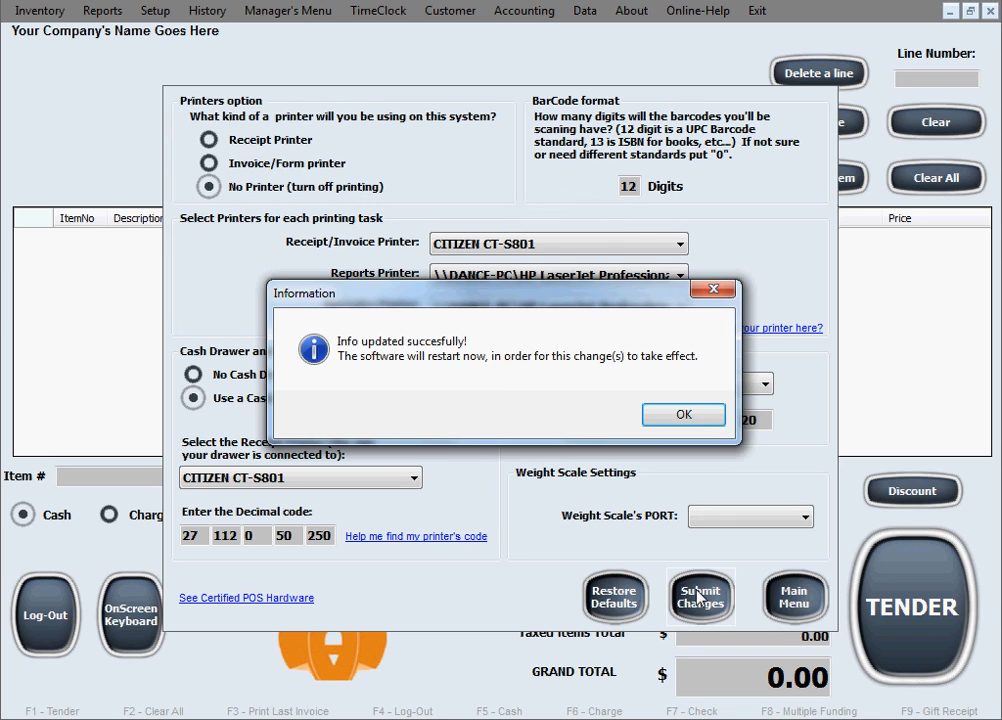 Inventory Reports Setup History Manager's Menu TimeClock Customer Accounting Data About Online-Help Exit
Your Company's Name Goes Here
Line Number:
Delete a line
Printers option
What kind of a printer will you be using on this system?
Receipt Printer
Invoice/Form printer
No Printer (turn off printing)
BarCode format
How many digits will the barcodes you'll be
scaning have? (12 digit is a UPC Barcode
standard, 13 is ISBN for books, etc...) If not sure
or need different standards put "0".
12 Digits
e
Clear
em
Clear All
ItemNo Description
Price
Select Printers for each printing task
Receipt/Invoice Printer: CITIZEN CT-S801
Reports Printer: \\DANCE-PC\HP LaserJet Professiona
Information
Info updated succesfully!
The software will restart now, in order for this change(s) to take effect.
OK
your printer here?
Cash Drawer an
No Cash D
Use a Cas
20
Select the Rece
your drawer is connected to):
CITIZEN CT-S801
Enter the Decimal code:
27 112 0 50 250 Help me find my printer's code
Weight Scale Settings
Weight Scale's PORT:
See Certified POS Hardware
Restore
Defaults
Submit
Changes
Main
Menu
Item #
Cash
Charg
Discount
Log-Out
OnScreen
Keyboard
TENDER
Taxed Items Total $ 0.00
GRAND TOTAL $ 0.00
F1 - Tender F2 - Clear All F3 - Print Last Invoice F4 - Log-Out F5 - Cash F6 - Charge F7 - Check F8 - Multiple Funding F9 - Gift Receipt